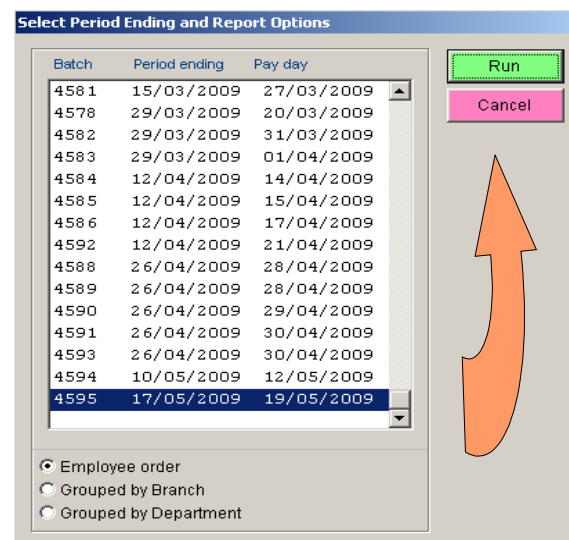 Select Period Ending and Report Options
Batch Period ending Pay day
4581 15/03/2009 27/03/2009
4578 29/03/2009 20/03/2009
4582 29/03/2009 31/03/2009
4583 29/03/2009 01/04/2009
4584 12/04/2009 14/04/2009
4585 12/04/2009 15/04/2009
4586 12/04/2009 17/04/2009
4592 12/04/2009 21/04/2009
4588 26/04/2009 28/04/2009
4589 26/04/2009 28/04/2009
4590 26/04/2009 29/04/2009
4591 26/04/2009 30/04/2009
4593 26/04/2009 30/04/2009
4594 10/05/2009 12/05/2009
4595 17/05/2009 19/05/2009
Employee order
Grouped by Branch
Grouped by Department
Run
Cancel